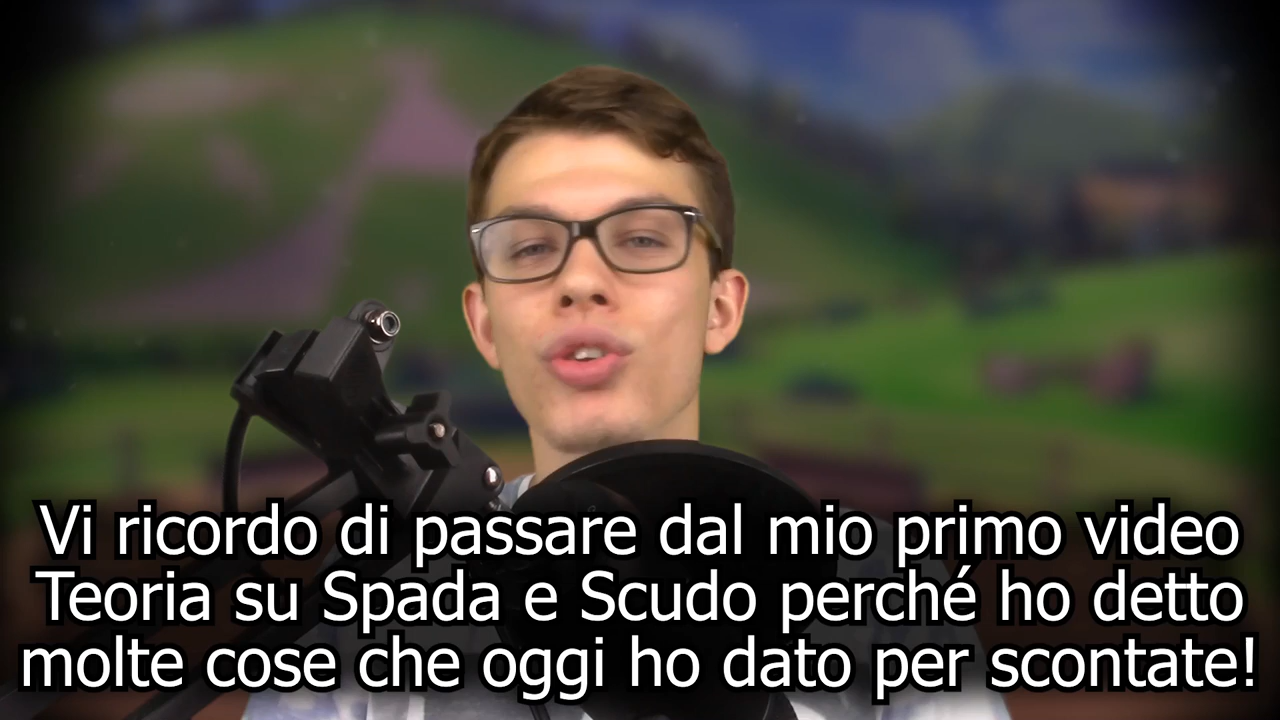 Vi ricordo di passare dal mio primo video
Teoria su Spada e Scudo perché ho detto
molte cose che oggi ho dato per scontate!